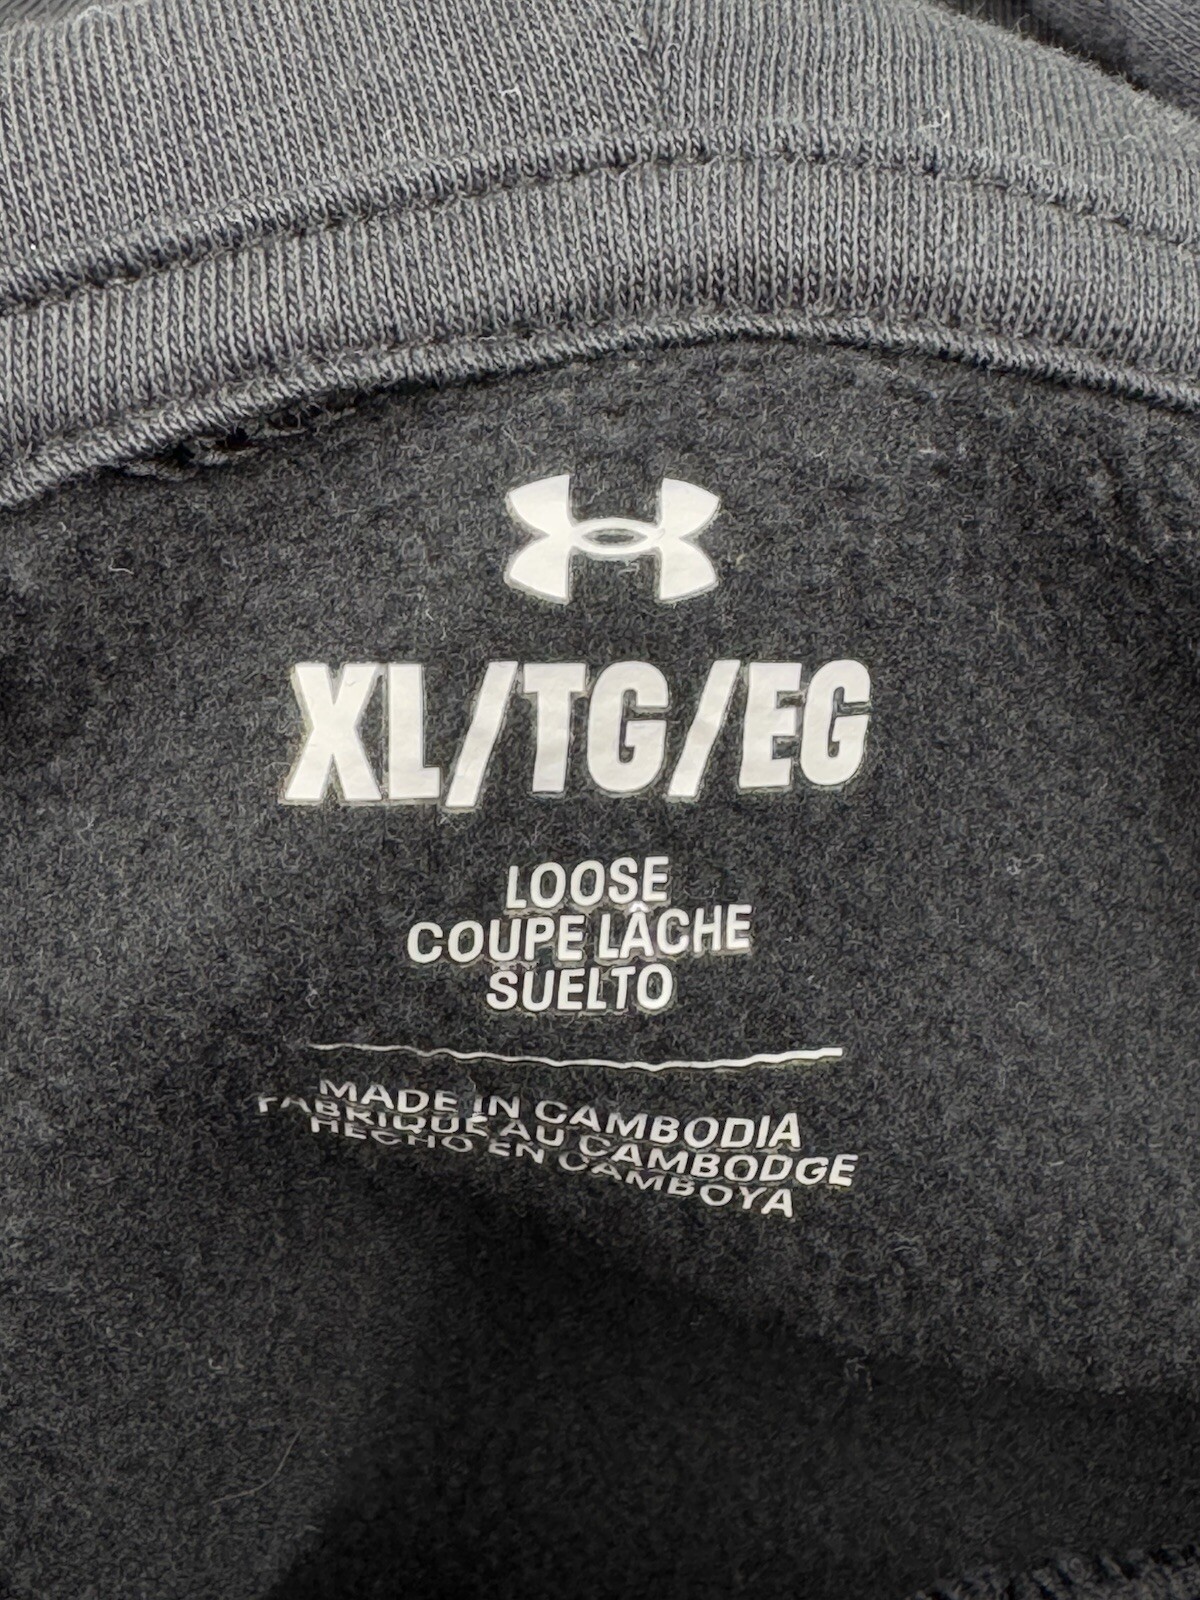 XL/TG/EG
LOOSE
COUPE LÂCHE
SUELTO
MADE IN CAMBODIA
FABRIQUÉ AU CAMBODGE
HECHO EN CAMBOYA